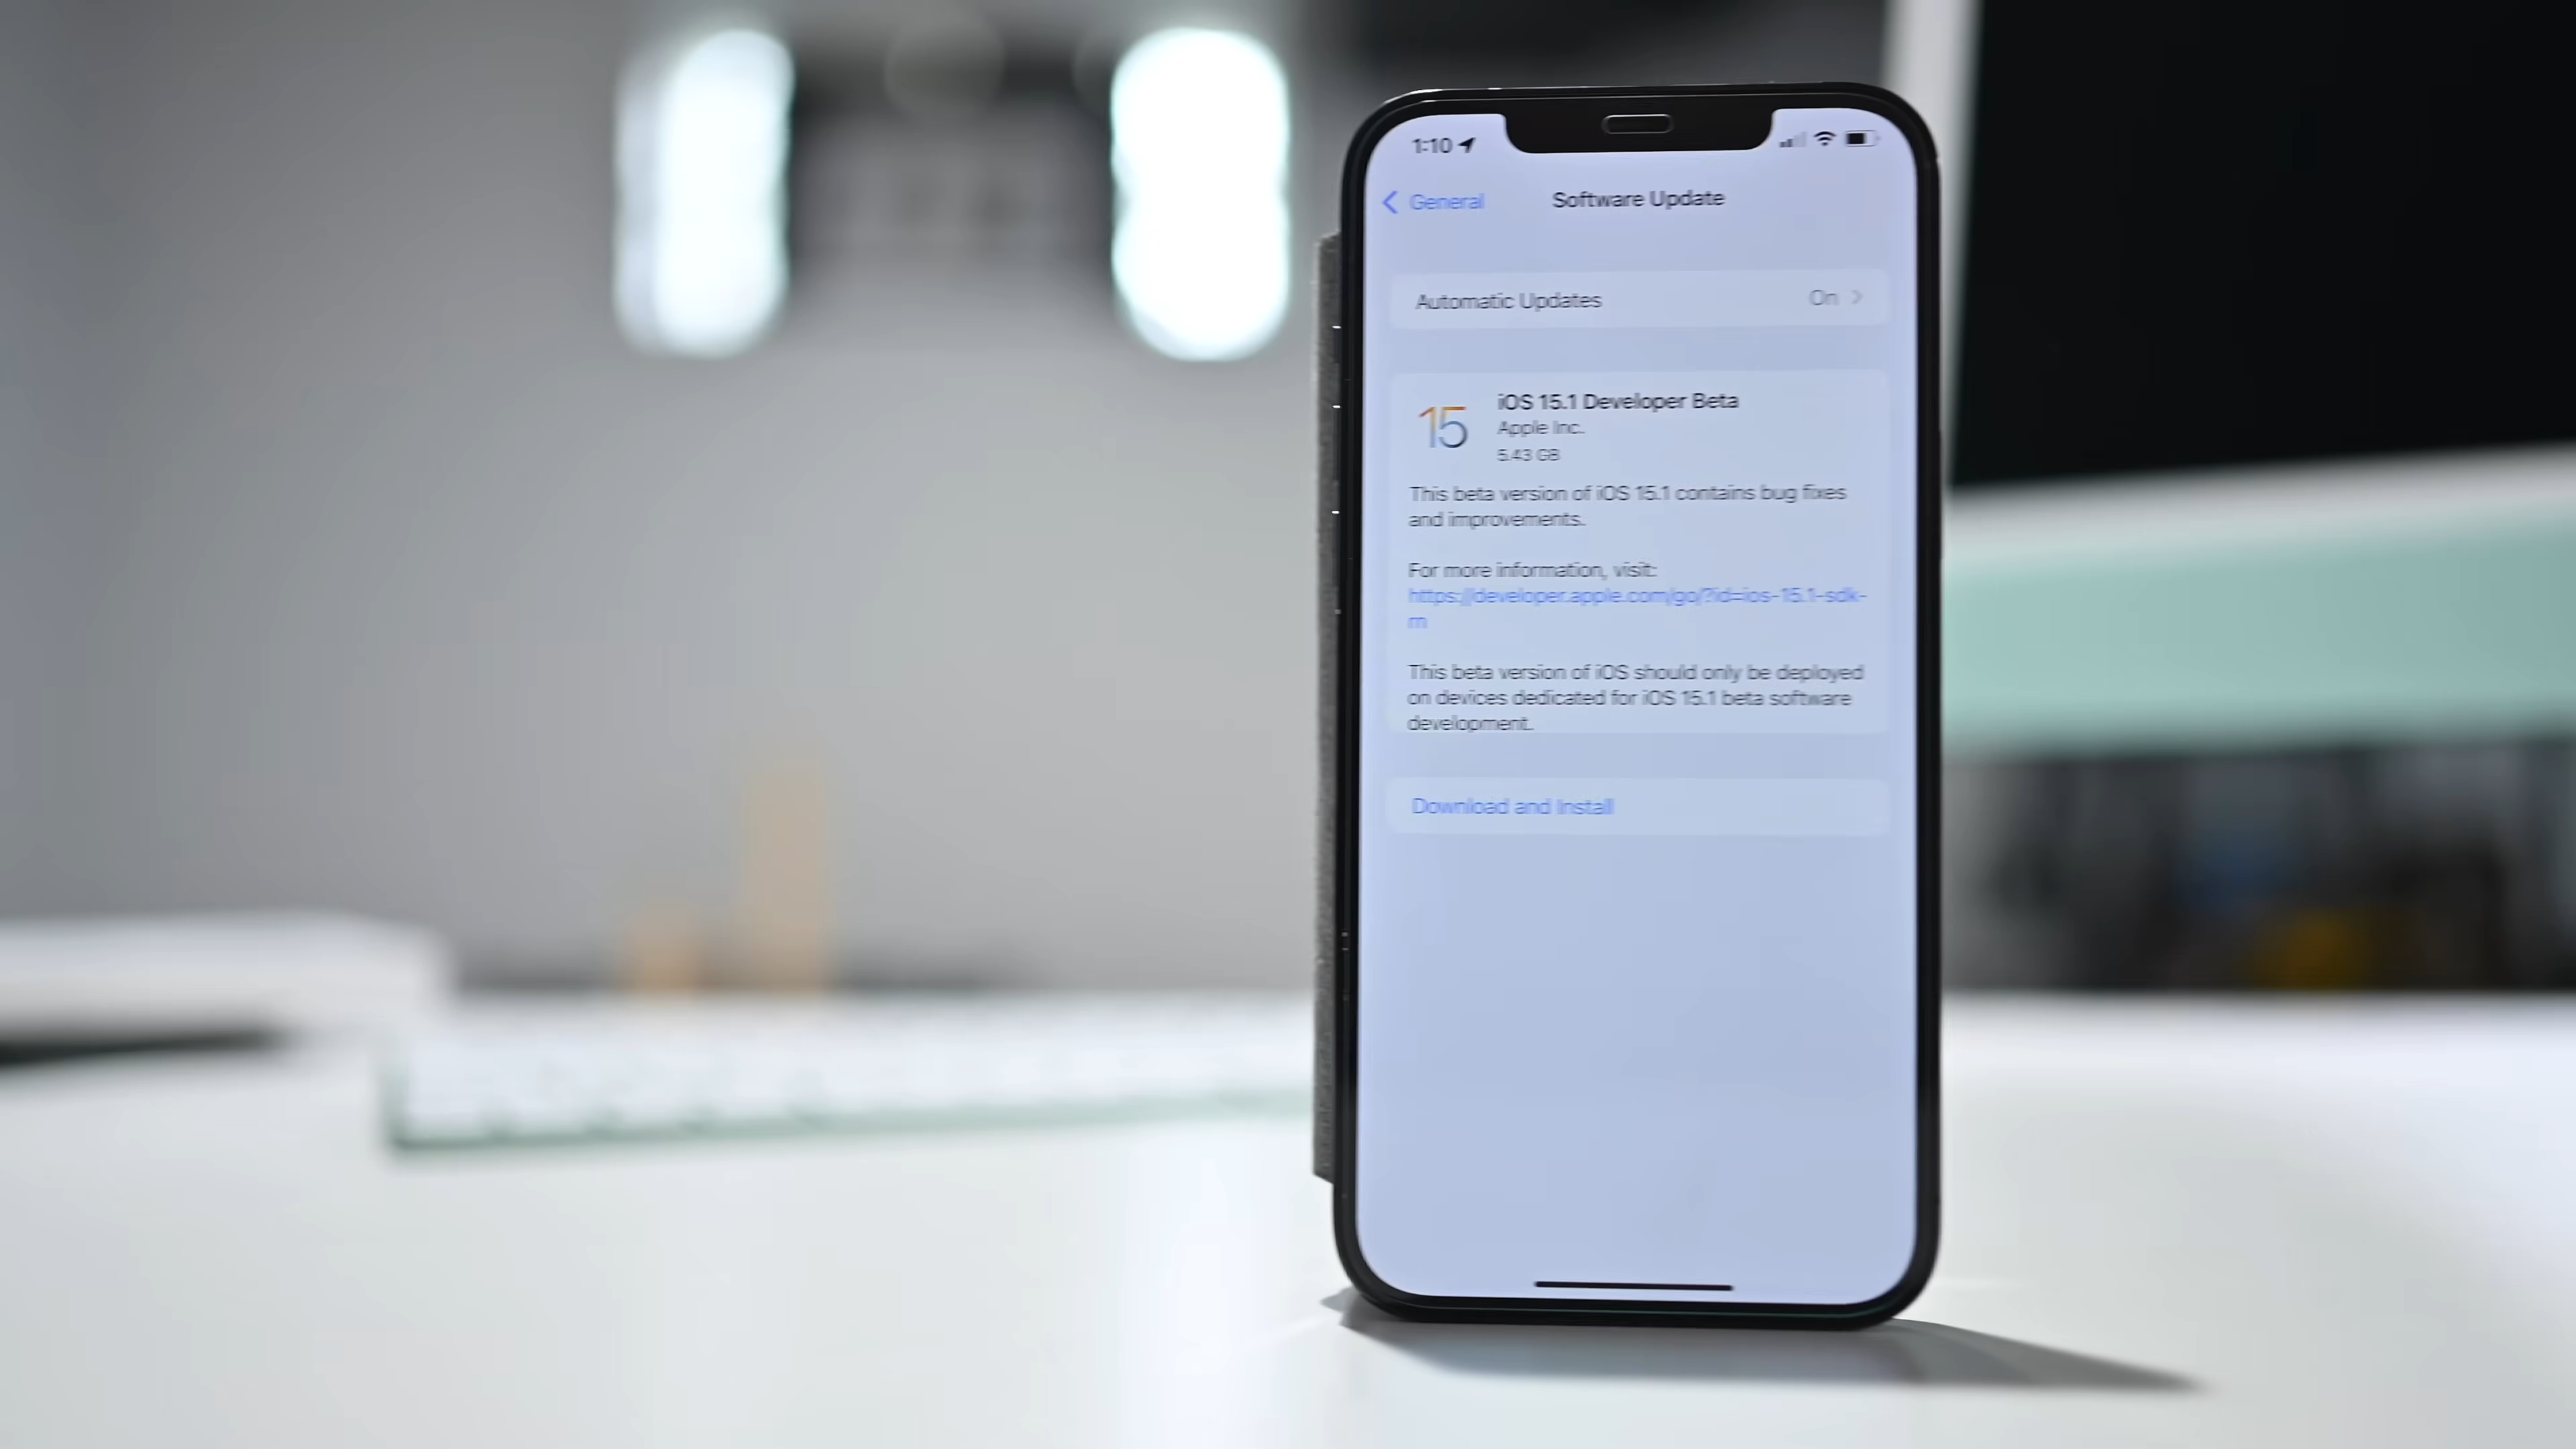 1:10
General
Software Update
Automatic Updates On
15
iOS 15.1 Developer Beta
Apple Inc.
5.43 GB
This beta version of iOS 15.1 contains bug fixes
and improvements.
For more information, visit:
https://developer.apple.com/go/?id=ios-15.1-sdk-
rn
This beta version of iOS should only be deployed
on devices dedicated for iOS 15.1 beta software
development.
Download and Install